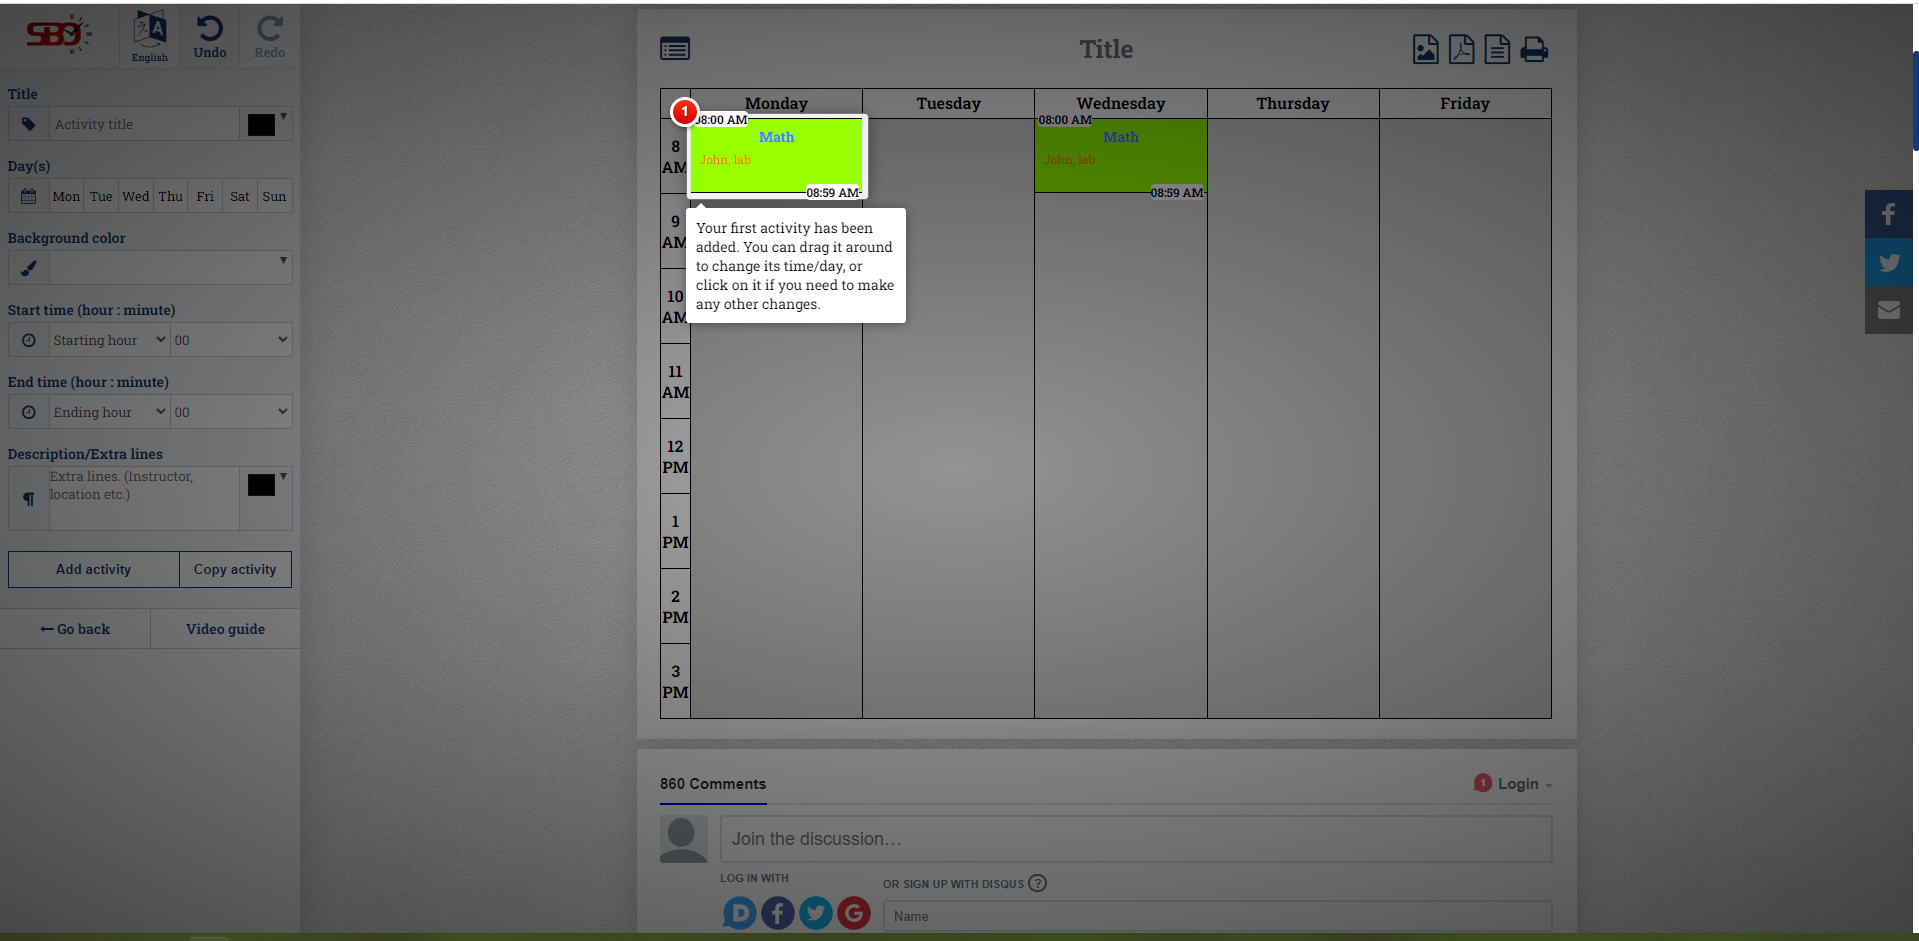 SBO
English
Undo
Redo
Title
Activity title
Day(s)
Mon Tue Wed Thu Fri Sat Sun
Background color
Start time (hour : minute)
Starting hour 00
End time (hour : minute)
Ending hour 00
Description/Extra lines
Extra lines. (Instructor,
location etc.)
Add activity Copy activity
Go back Video guide
Title
Monday Tuesday Wednesday Thursday Friday
1
08:00 AM
Math
John, lab
08:59 AM
08:00 AM
Math
John, lab
08:59 AM
8
AM
9
AM
10
AM
11
AM
12
PM
1
PM
2
PM
3
PM
Your first activity has been
added. You can drag it around
to change its time/day, or
click on it if you need to make
any other changes.
860 Comments
1 Login
Join the discussion…
LOG IN WITH
OR SIGN UP WITH DISQUS ?
D f G
Name
f